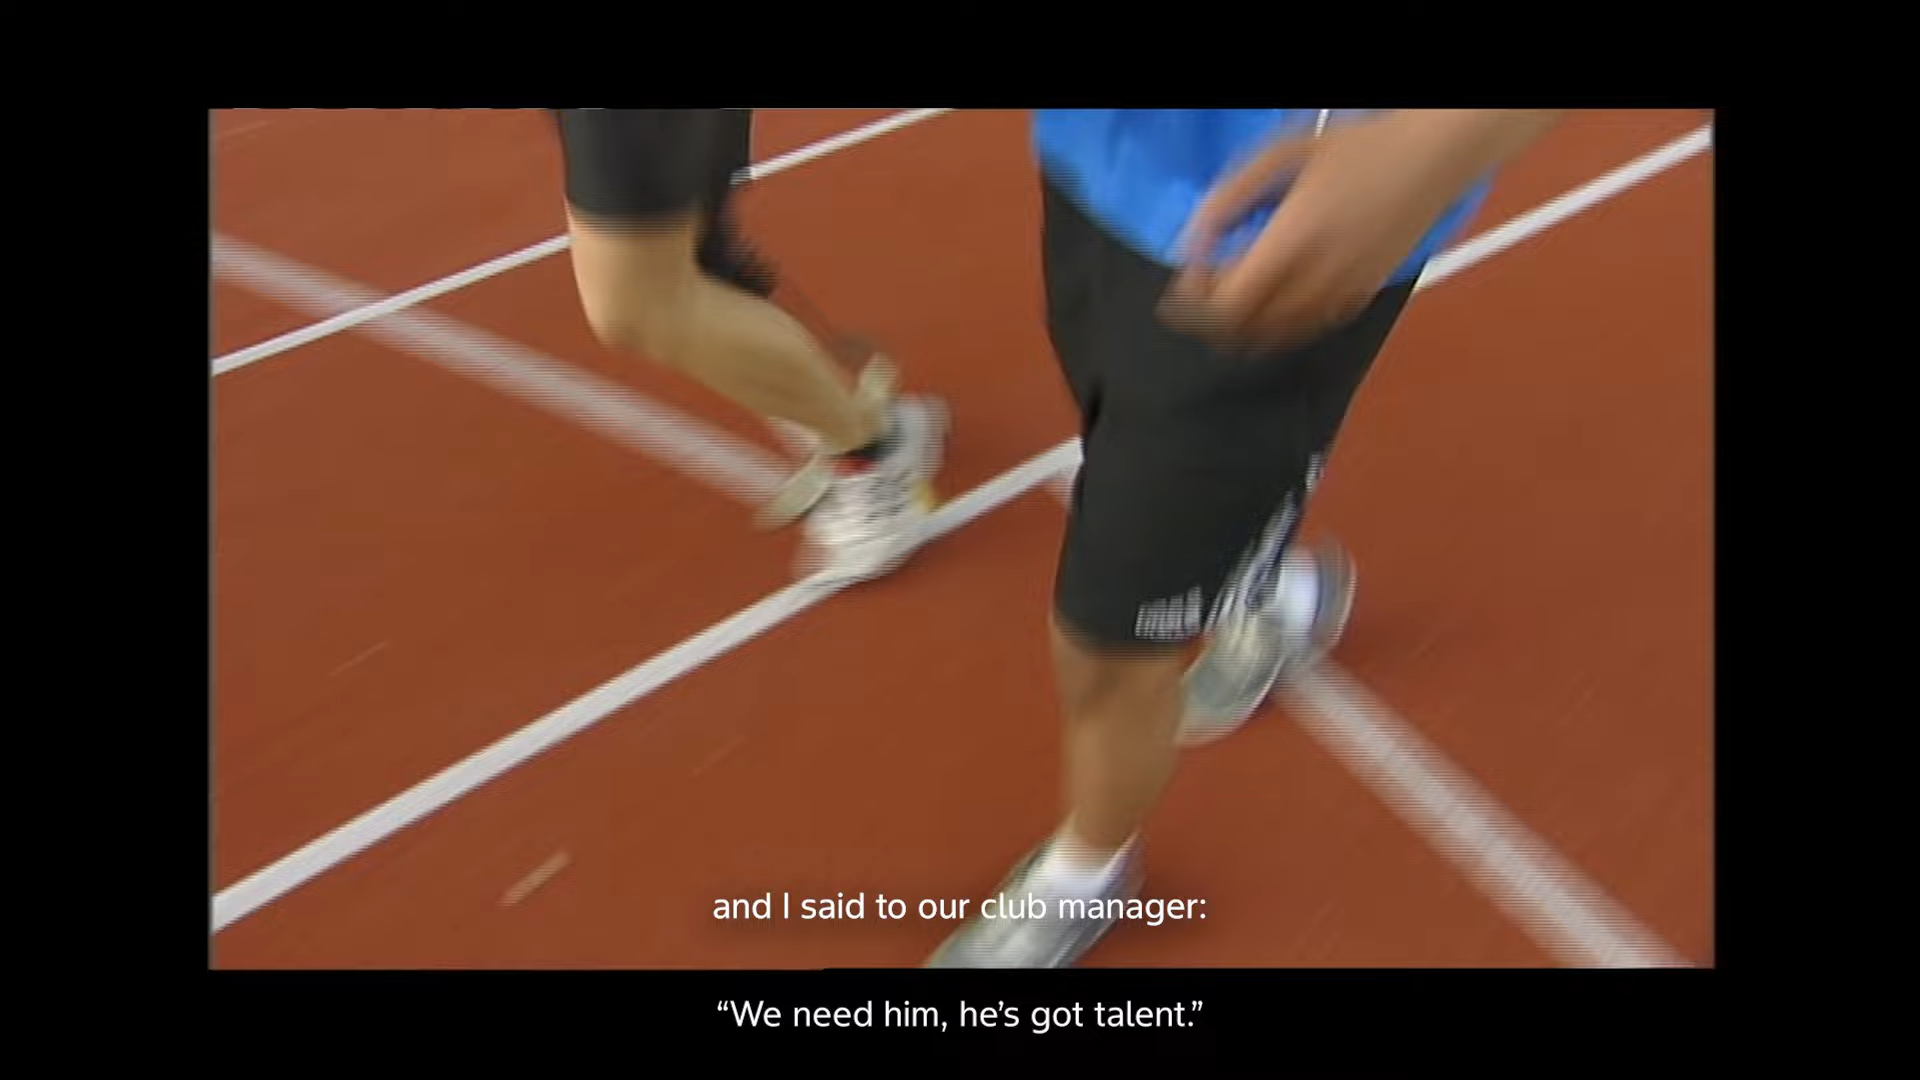 and I said to our club manager:
“We need him, he’s got talent.”